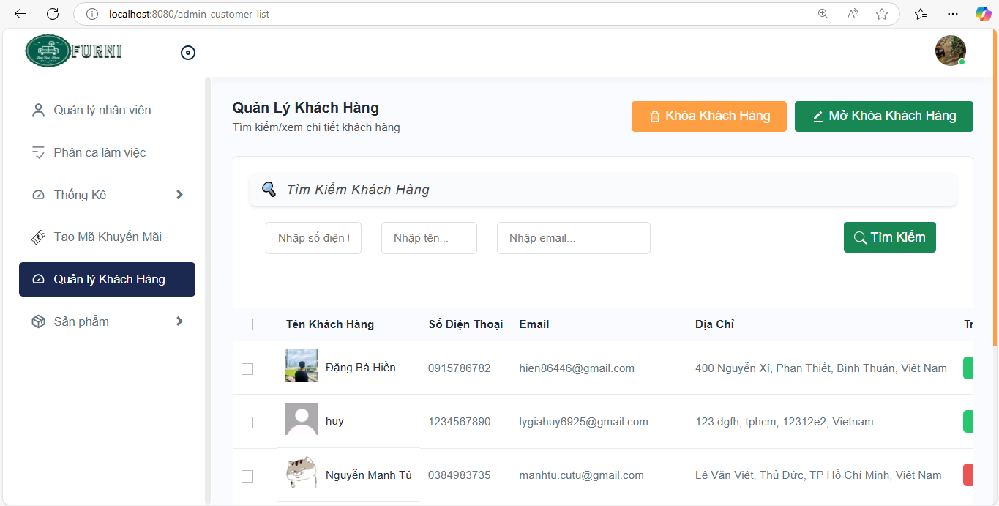 localhost:8080/admin-customer-list
FURNI
Quản lý nhân viên
Phân ca làm việc
Thống Kê
Tạo Mã Khuyến Mãi
Quản lý Khách Hàng
Sản phẩm
Quản Lý Khách Hàng
Tìm kiếm/xem chi tiết khách hàng
Khóa Khách Hàng
Mở Khóa Khách Hàng
Tìm Kiếm Khách Hàng
Nhập số điện t
Nhập tên...
Nhập email...
Tìm Kiếm
Tên Khách Hàng Số Điện Thoại Email Địa Chỉ Tr
Đặng Bá Hiền 0915786782 hien86446@gmail.com 400 Nguyễn Xí, Phan Thiết, Bình Thuận, Việt Nam
huy 1234567890 lygiahuy6925@gmail.com 123 dgfh, tphcm, 12312e2, Vietnam
Nguyễn Mạnh Tú 0384983735 manhtu.cutu@gmail.com Lê Văn Việt, Thủ Đức, TP Hồ Chí Minh, Việt Nam